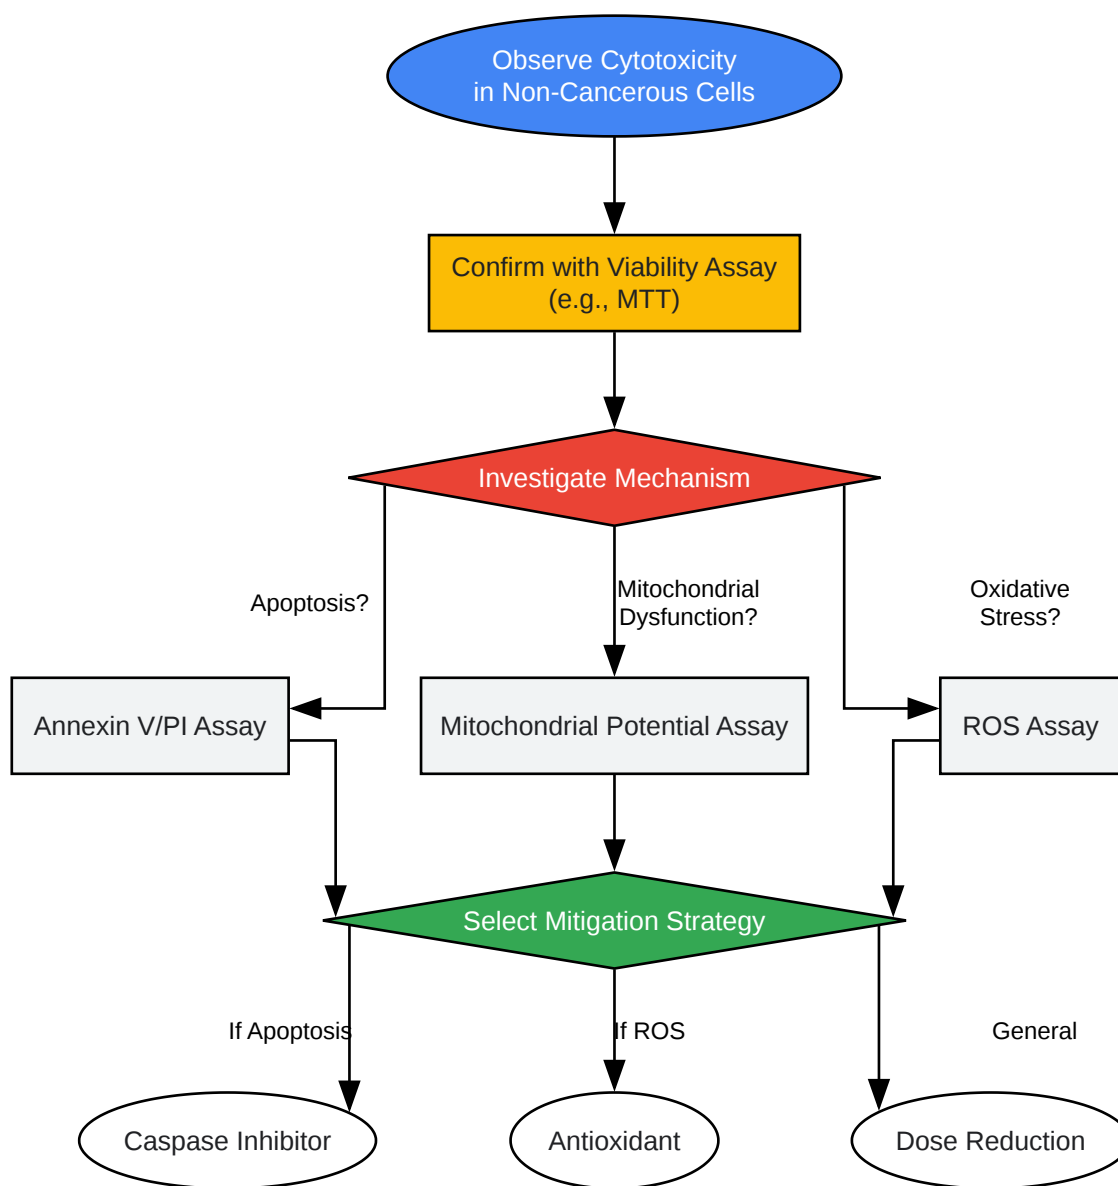 Observe Cytotoxicity
in Non-Cancerous Cells
Confirm with Viability Assay
(e.g., MTT)
Investigate Mechanism
Apoptosis?
Mitochondrial
Dysfunction?
Oxidative
Stress?
Annexin V/PI Assay
Mitochondrial Potential Assay
ROS Assay
Select Mitigation Strategy
If Apoptosis
If ROS
General
Caspase Inhibitor
Antioxidant
Dose Reduction